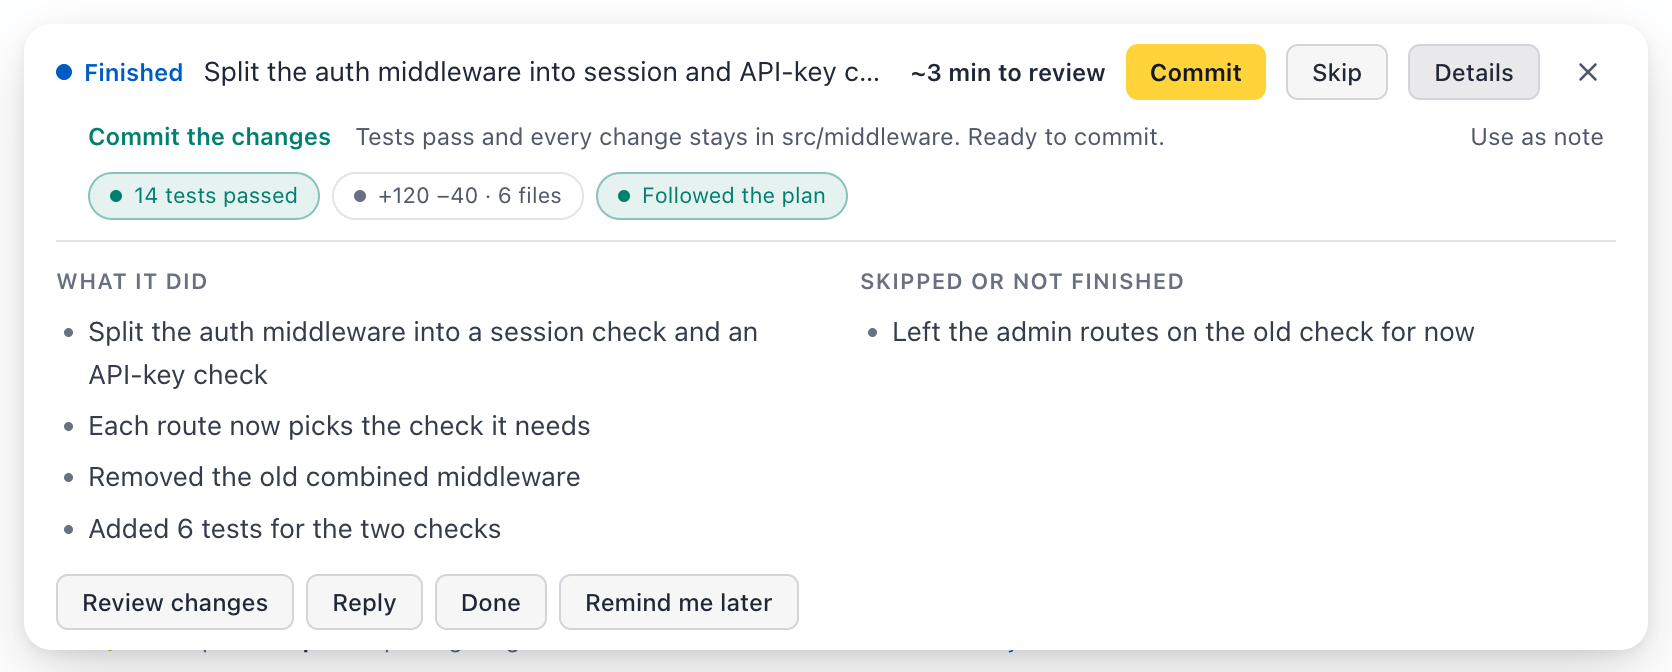 Finished Split the auth middleware into session and API-key c... ~3 min to review Commit Skip Details
Commit the changes Tests pass and every change stays in src/middleware. Ready to commit. Use as note
14 tests passed +120 −40 · 6 files Followed the plan
WHAT IT DID
Split the auth middleware into a session check and an
API-key check
Each route now picks the check it needs
Removed the old combined middleware
Added 6 tests for the two checks
SKIPPED OR NOT FINISHED
Left the admin routes on the old check for now
Review changes Reply Done Remind me later